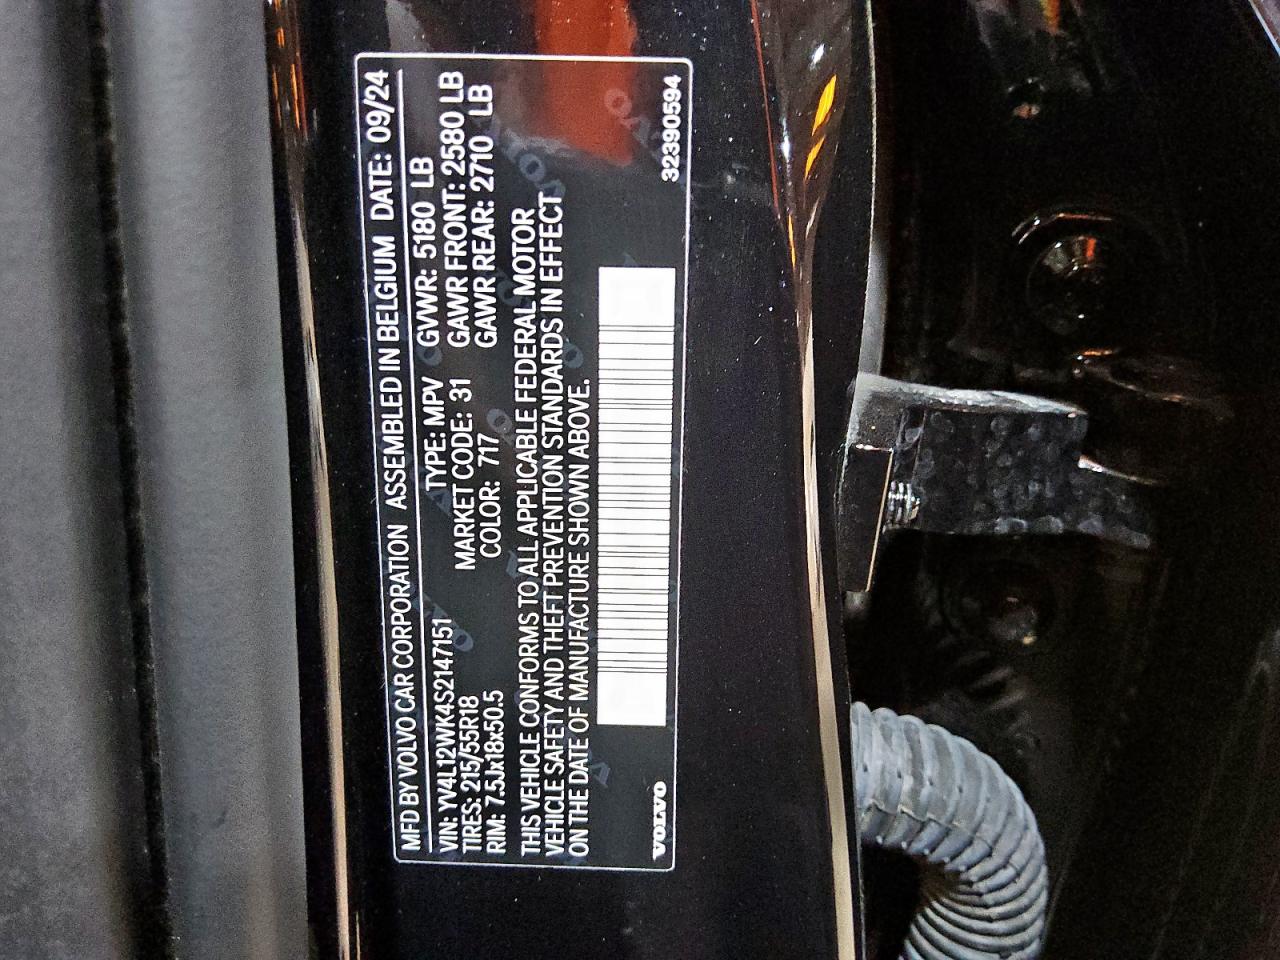 MFD BY VOLVO CAR CORPORATION ASSEMBLED IN BELGIUM DATE: 09/24
VIN: YV4L12WK4S2147151 TYPE: MPV GVWR: 5180 LB
TIRES: 215/55R18 MARKET CODE: 31 GAWR FRONT: 2580 LB
RIM: 7.5Jx18x50.5 COLOR: 717 GAWR REAR: 2710 LB
THIS VEHICLE CONFORMS TO ALL APPLICABLE FEDERAL MOTOR
VEHICLE SAFETY AND THEFT PREVENTION STANDARDS IN EFFECT
ON THE DATE OF MANUFACTURE SHOWN ABOVE.
VOLVO 32390594